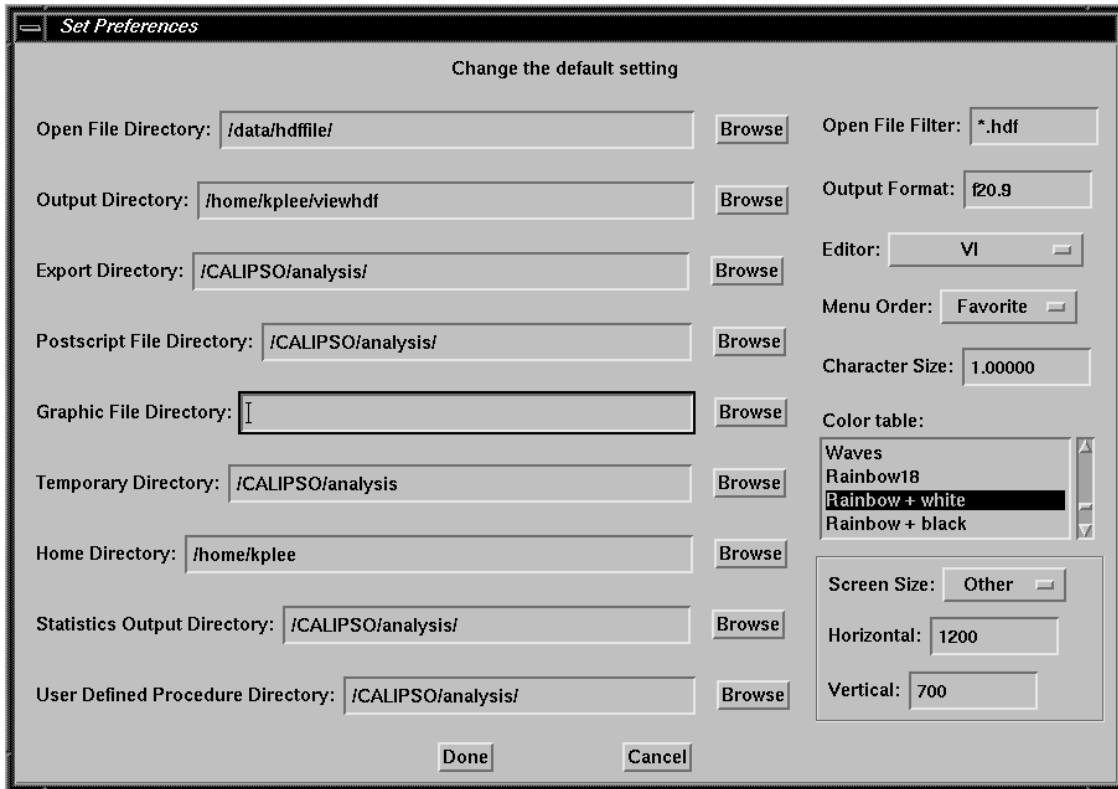 Set Preferences
Change the default setting
Open File Directory: /data/hdffile/ Browse
Output Directory: /home/kplee/viewhdf Browse
Export Directory: /CALIPSO/analysis/ Browse
Postscript File Directory: /CALIPSO/analysis/ Browse
Graphic File Directory: Browse
Temporary Directory: /CALIPSO/analysis Browse
Home Directory: /home/kplee Browse
Statistics Output Directory: /CALIPSO/analysis/ Browse
User Defined Procedure Directory: /CALIPSO/analysis/ Browse
Open File Filter: *.hdf
Output Format: f20.9
Editor: VI
Menu Order: Favorite
Character Size: 1.00000
Color table:
Waves
Rainbow18
Rainbow + white
Rainbow + black
Screen Size: Other
Horizontal: 1200
Vertical: 700
Done Cancel